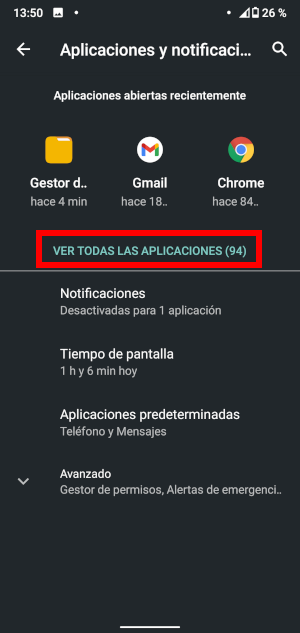 13:50
26 %
Aplicaciones y notificaci...
Aplicaciones abiertas recientemente
Gestor d.. Gmail Chrome
hace 4 min hace 18.. hace 84..
VER TODAS LAS APLICACIONES (94)
Notificaciones
Desactivadas para 1 aplicación
Tiempo de pantalla
1 h y 6 min hoy
Aplicaciones predeterminadas
Teléfono y Mensajes
Avanzado
Gestor de permisos, Alertas de emergenci..